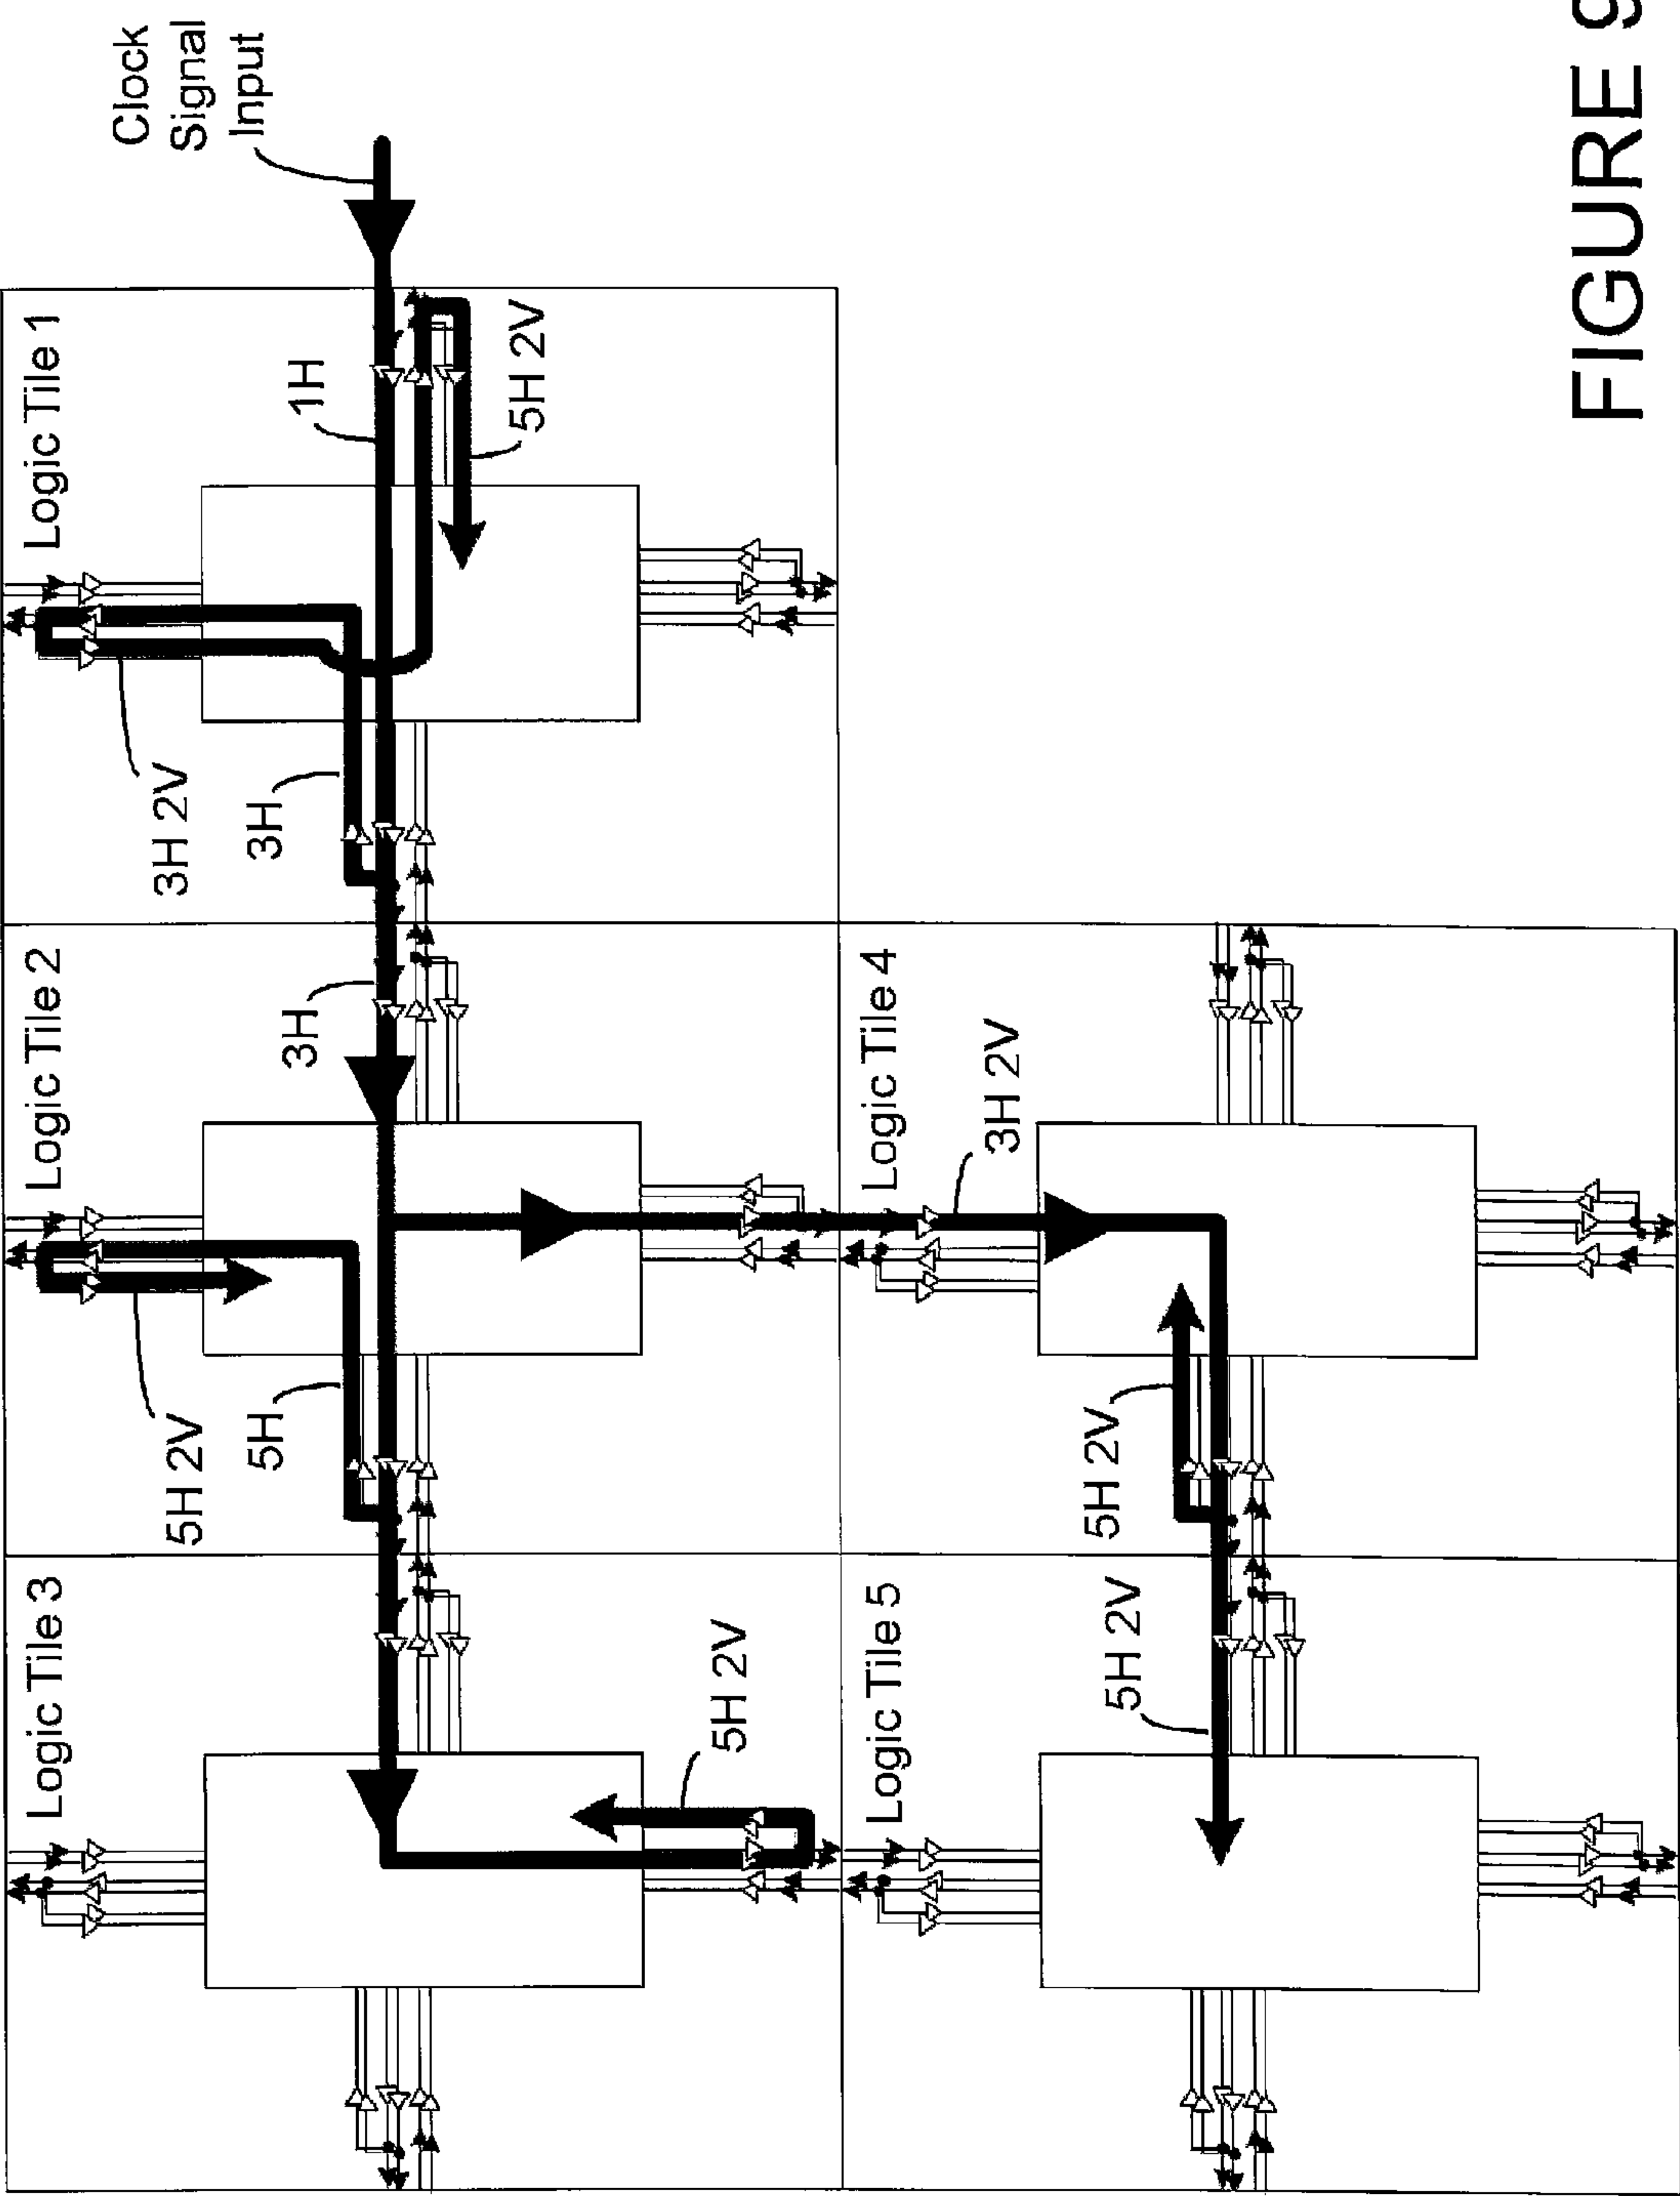 Logic Tile 3
Logic Tile 2
Logic Tile 1
Clock
Signal
Input
5H 2V
3H 2V
5H
3H
3H
1H
5H 2V
5H 2V
Logic Tile 5
Logic Tile 4
3H 2V
5H 2V
5H 2V
FIGURE 9